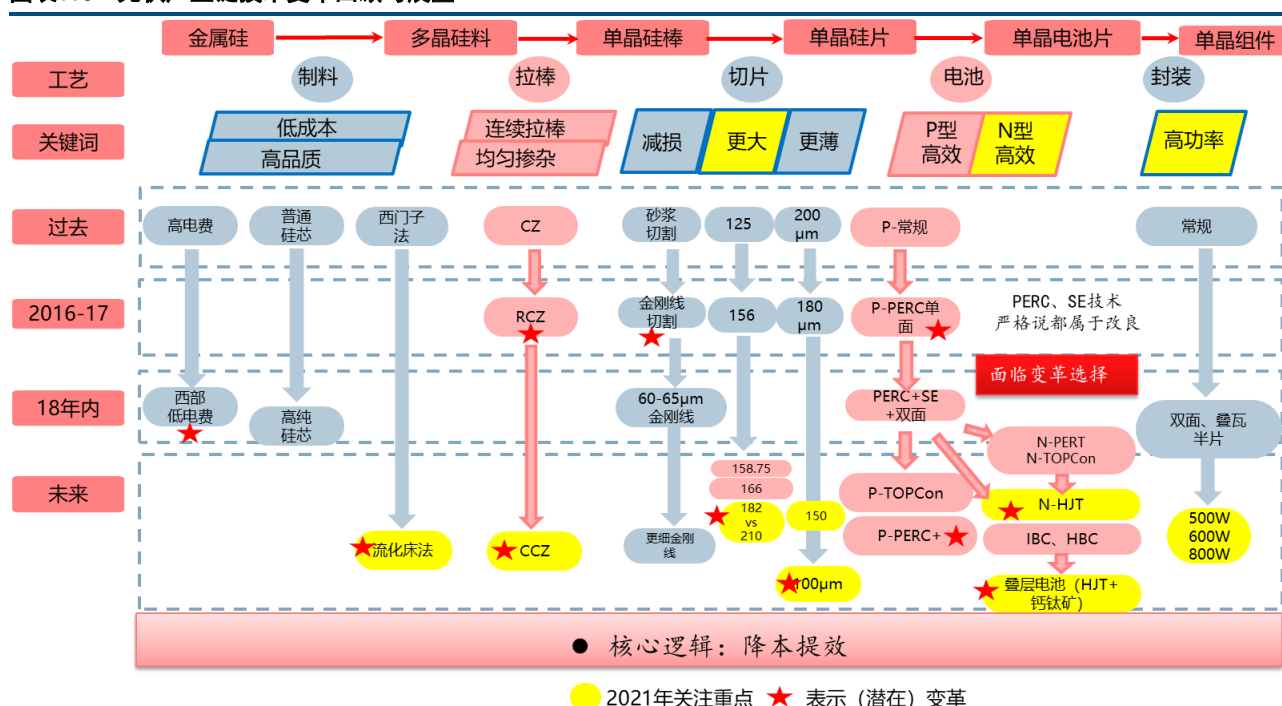 金属硅
多晶硅料
单晶硅棒
单晶硅片
单晶电池片
单晶组件
工艺
制料
拉棒
切片
电池
封装
关键词
低成本
高品质
连续拉棒
均匀掺杂
减损
更大
更薄
P型
高效
N型
高效
高功率
过去
高电费
普通
硅芯
西门子
法
CZ
砂浆
切割
125
200
μm
P-常规
常规
2016-17
RCZ
金刚线
切割
156
180
μm
P-PERC单
面
PERC、SE技术
严格说都属于改良
面临变革选择
18年内
西部
低电费
高纯
硅芯
60-65μm
金刚线
PERC+SE
+双面
N-PERT
N-TOPCon
双面、叠瓦
半片
未来
流化床法
CCZ
更细金刚
线
158.75
166
182
vs
210
150
100μm
P-TOPCon
P-PERC+
N-HJT
IBC、HBC
叠层电池（HJT+
钙钛矿）
500W
600W
800W
● 核心逻辑：降本提效
2021年关注重点
表示（潜在）变革